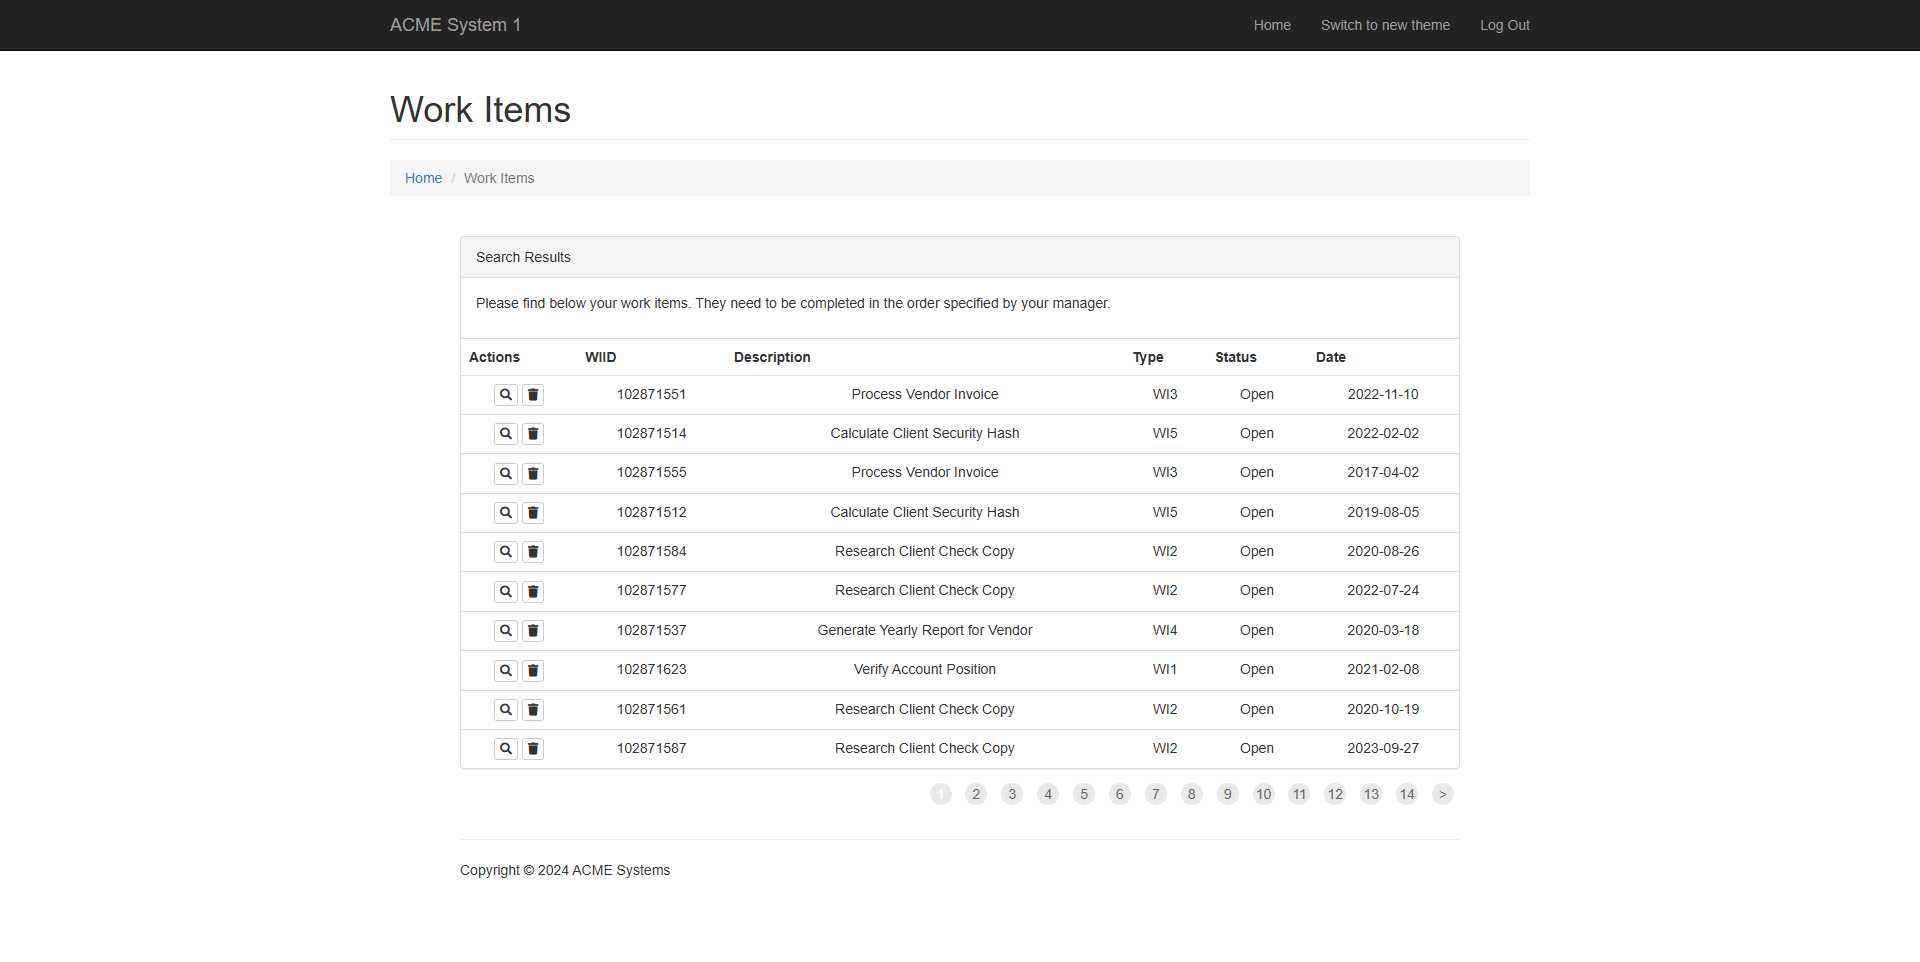 ACME System 1 Home Switch to new theme Log Out
Work Items
Home / Work Items
Search Results
Please find below your work items. They need to be completed in the order specified by your manager.
Actions WIID Description Type Status Date
102871551 Process Vendor Invoice WI3 Open 2022-11-10
102871514 Calculate Client Security Hash WI5 Open 2022-02-02
102871555 Process Vendor Invoice WI3 Open 2017-04-02
102871512 Calculate Client Security Hash WI5 Open 2019-08-05
102871584 Research Client Check Copy WI2 Open 2020-08-26
102871577 Research Client Check Copy WI2 Open 2022-07-24
102871537 Generate Yearly Report for Vendor WI4 Open 2020-03-18
102871623 Verify Account Position WI1 Open 2021-02-08
102871561 Research Client Check Copy WI2 Open 2020-10-19
102871587 Research Client Check Copy WI2 Open 2023-09-27
1 2 3 4 5 6 7 8 9 10 11 12 13 14 >
Copyright © 2024 ACME Systems